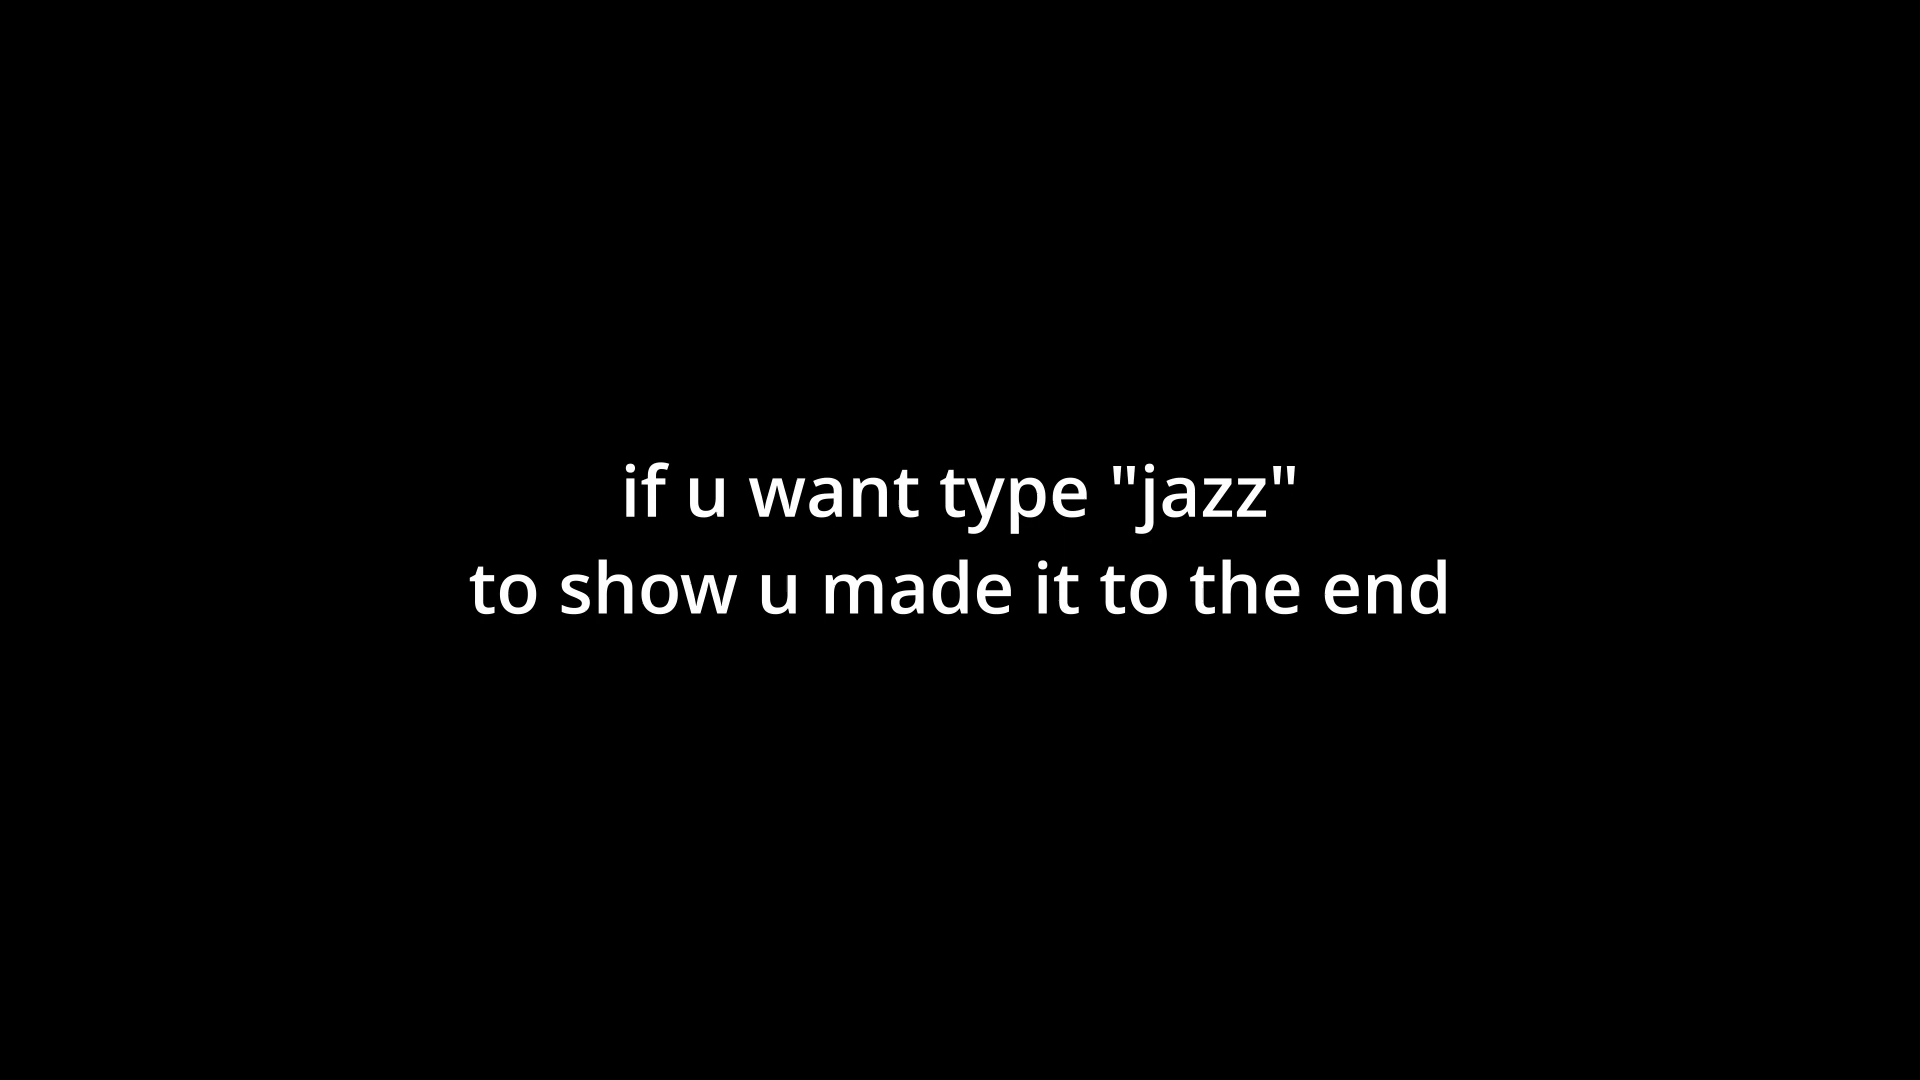 if u want type "jazz"
to show u made it to the end